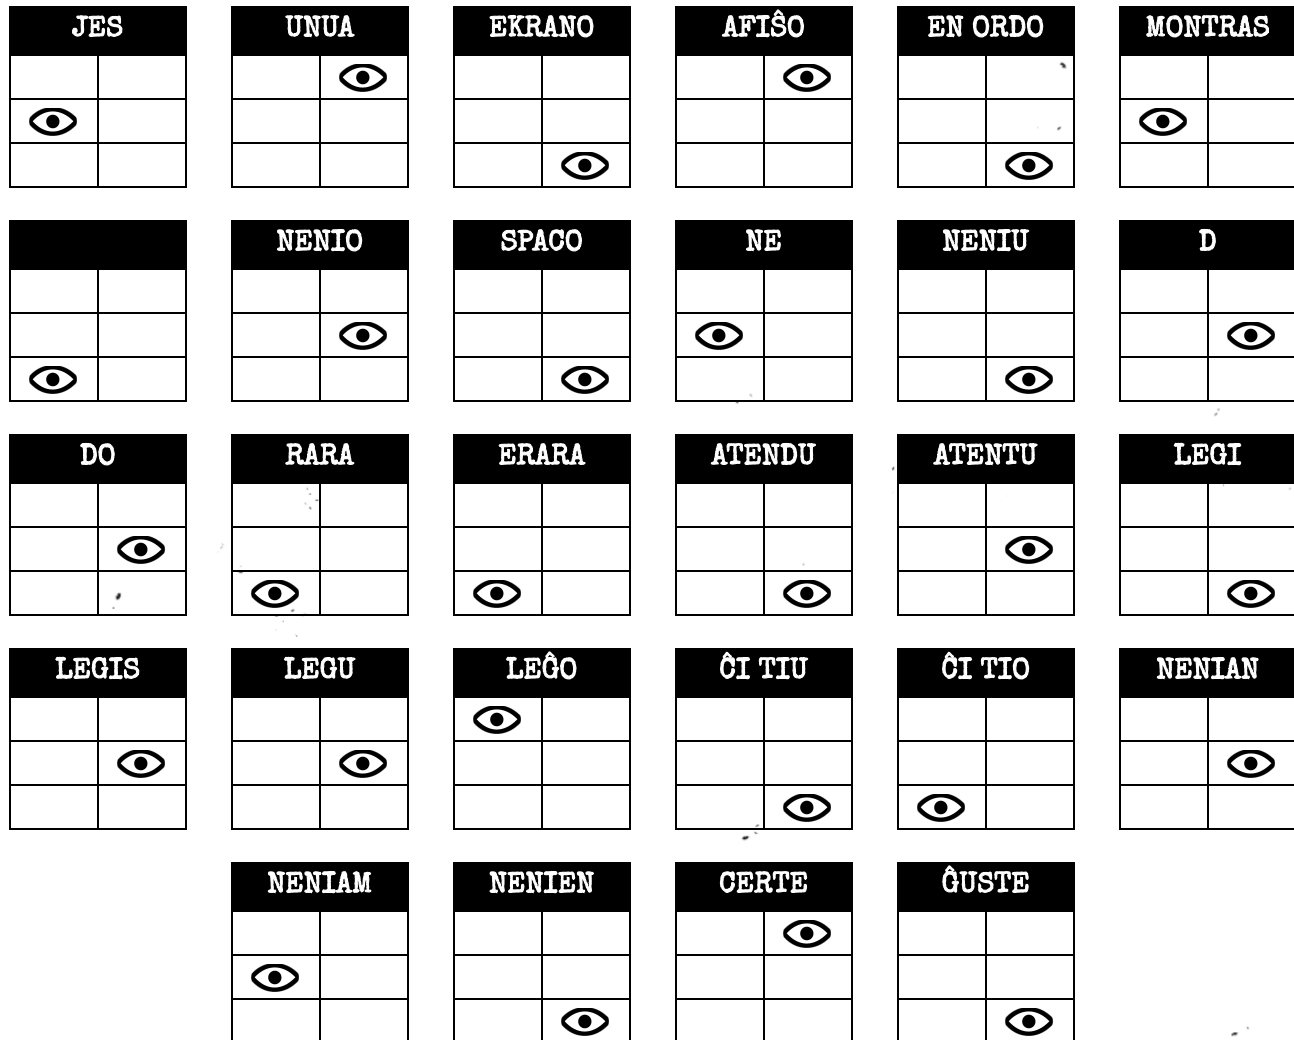 JES UNUA EKRANO AFIŜO EN ORDO MONTRAS
NENIO SPACO NE NENIU D
DO RARA ERARA ATENDU ATENTU LEGI
LEGIS LEGU LEĜO ĈI TIU ĈI TIO NENIAN
NENIAM NENIEN CERTE ĜUSTE